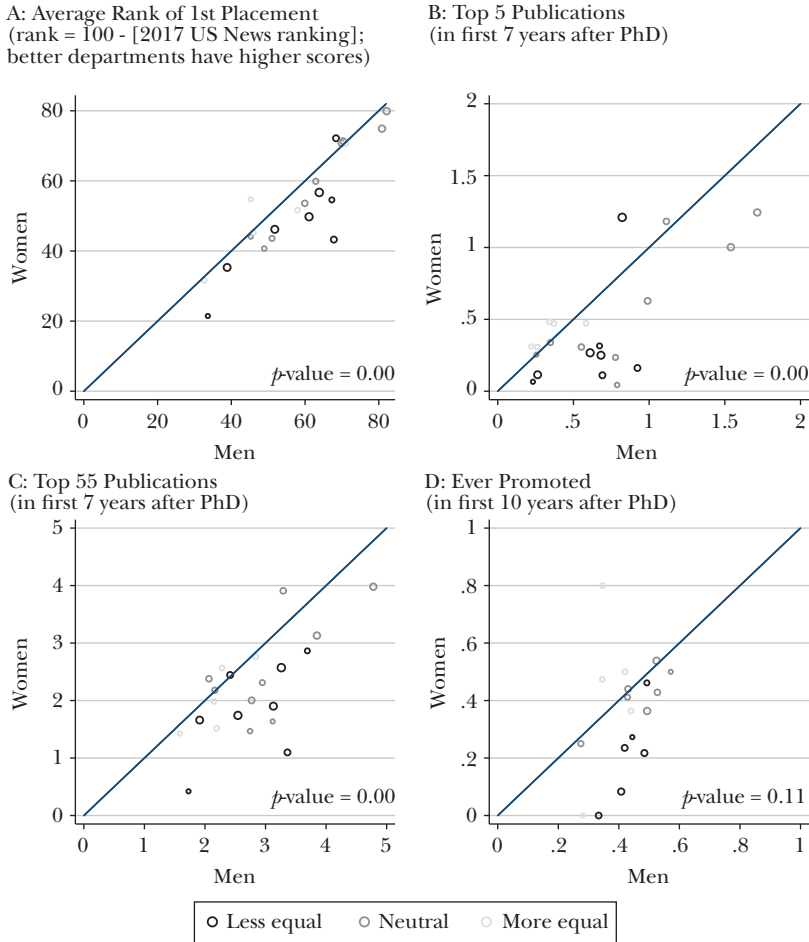 A: Average Rank of 1st Placement
(rank = 100 - [2017 US News ranking];
better departments have higher scores)
80
60
40
20
0
Women
p-value = 0.00
0 20 40 60 80
Men
B: Top 5 Publications
(in first 7 years after PhD)
2
1.5
1
.5
0
Women
p-value = 0.00
0 .5 1 1.5 2
Men
C: Top 55 Publications
(in first 7 years after PhD)
5
4
3
2
1
0
Women
p-value = 0.00
0 1 2 3 4 5
Men
D: Ever Promoted
(in first 10 years after PhD)
1
.8
.6
.4
.2
0
Women
p-value = 0.11
0 .2 .4 .6 .8 1
Men
Less equal Neutral More equal